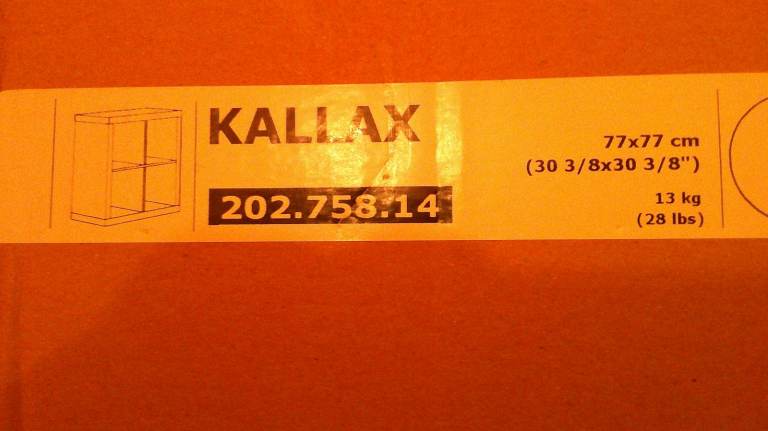 KALLAX
202.758.14
77x77 cm
(30 3/8x30 3/8")
13 kg
(28 lbs)